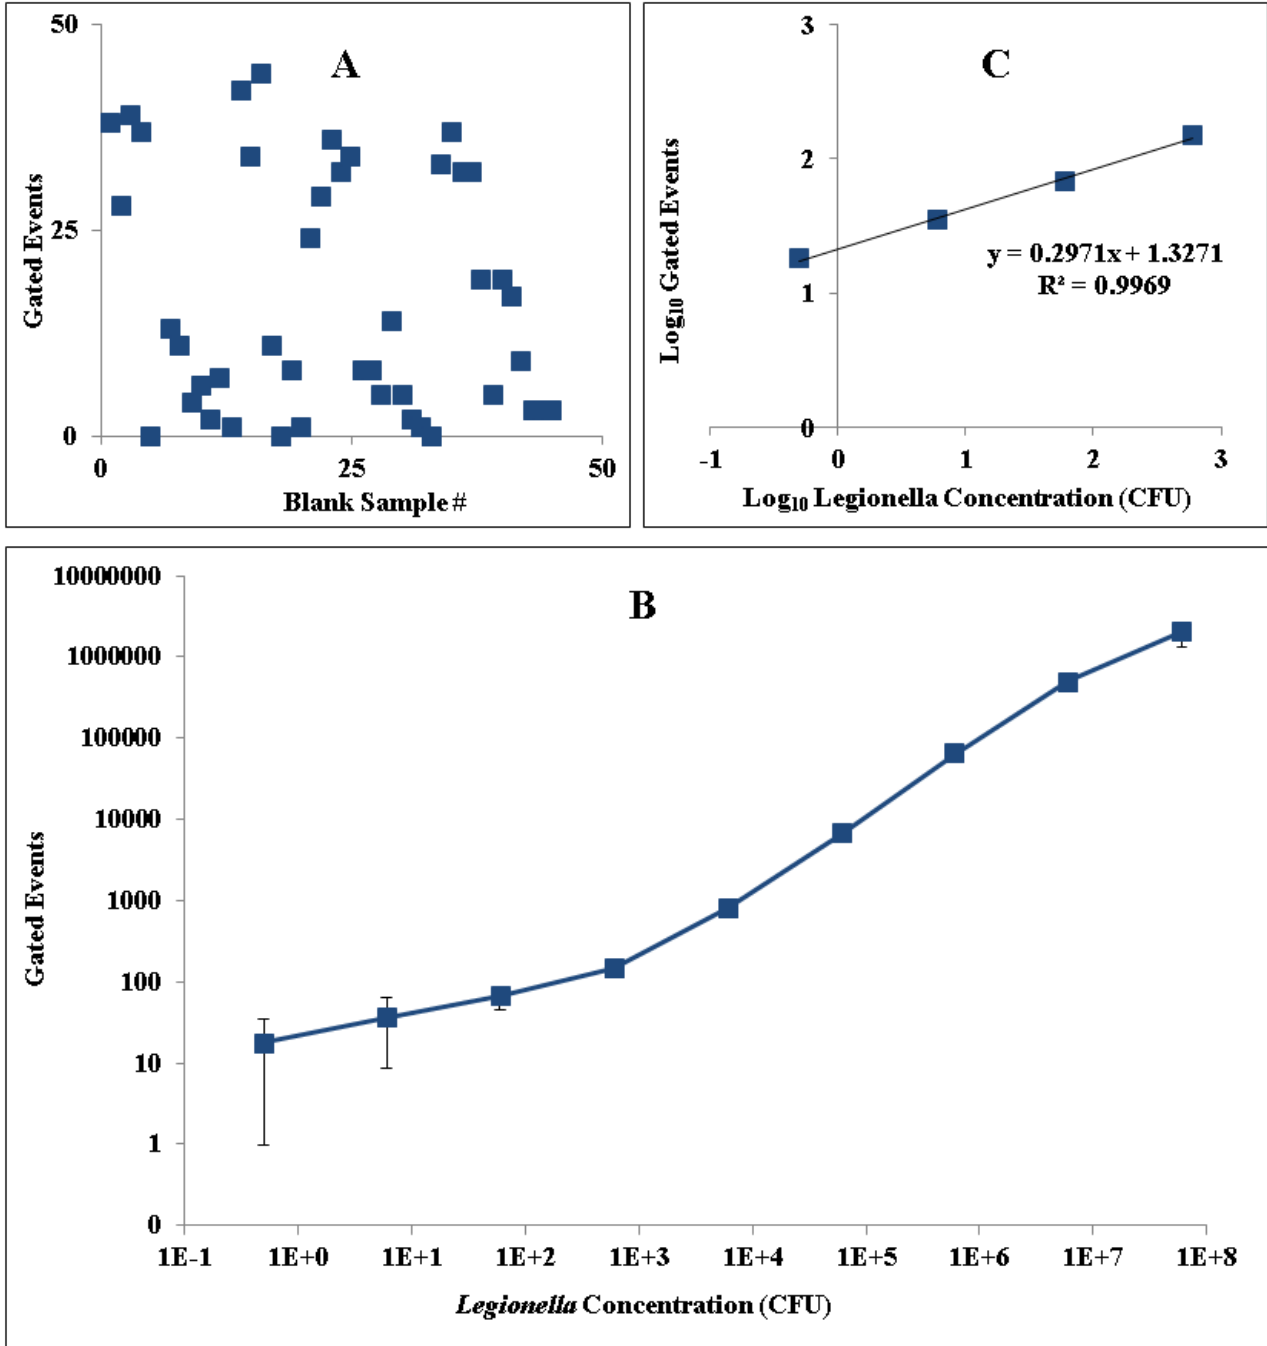 A
50
25
0
0
25
50
Gated Events
Blank Sample #
C
3
2
1
0
-1
0
1
2
3
Log₁₀ Gated Events
y = 0.2971x + 1.3271
R² = 0.9969
Log₁₀ Legionella Concentration (CFU)
B
10000000
1000000
100000
10000
1000
100
10
1
0
Gated Events
1E-1
1E+0
1E+1
1E+2
1E+3
1E+4
1E+5
1E+6
1E+7
1E+8
Legionella Concentration (CFU)